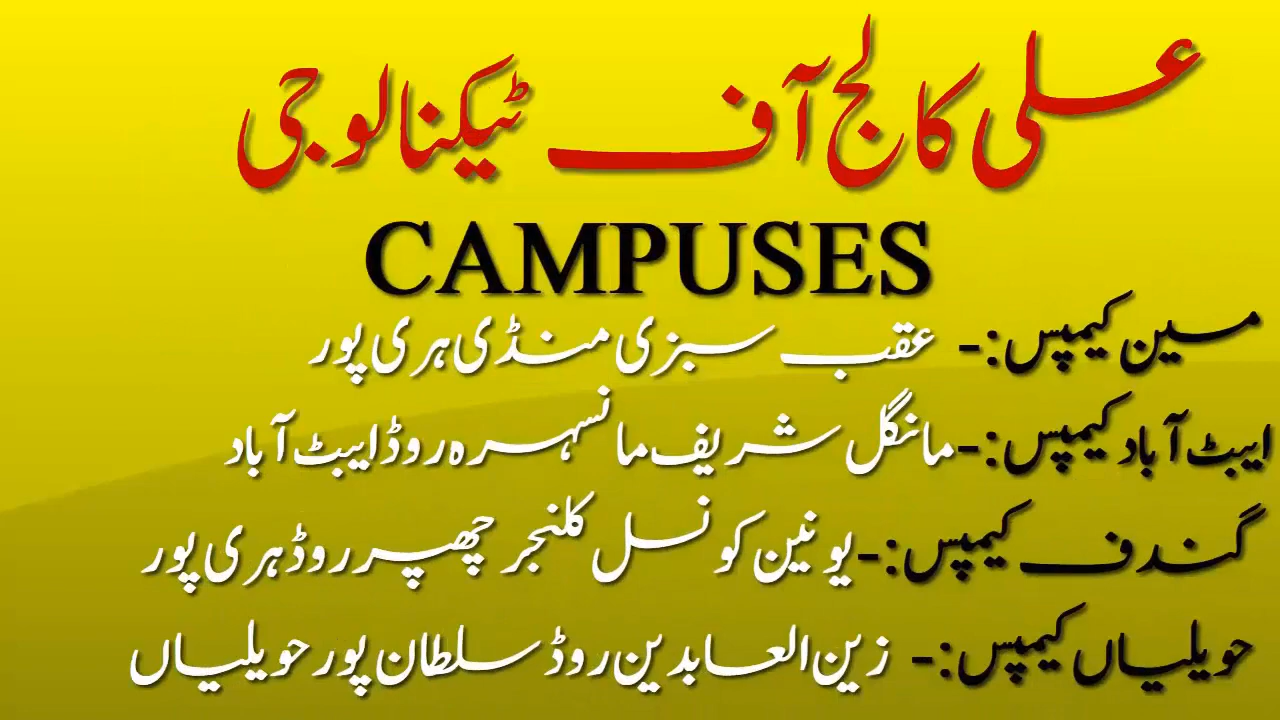 علی کالج آف ٹیکنالوجی
CAMPUSES
مین کیمپس:- عقب سبزی منڈی ہری پور
ایبٹ آباد کیمپس:- مانگل شریف مانسہرہ روڈ ایبٹ آباد
گندف کیمپس:- یونین کونسل کلنجر چھپر روڈ ہری پور
حویلیاں کیمپس:- زین العابدین روڈ سلطان پور حویلیاں